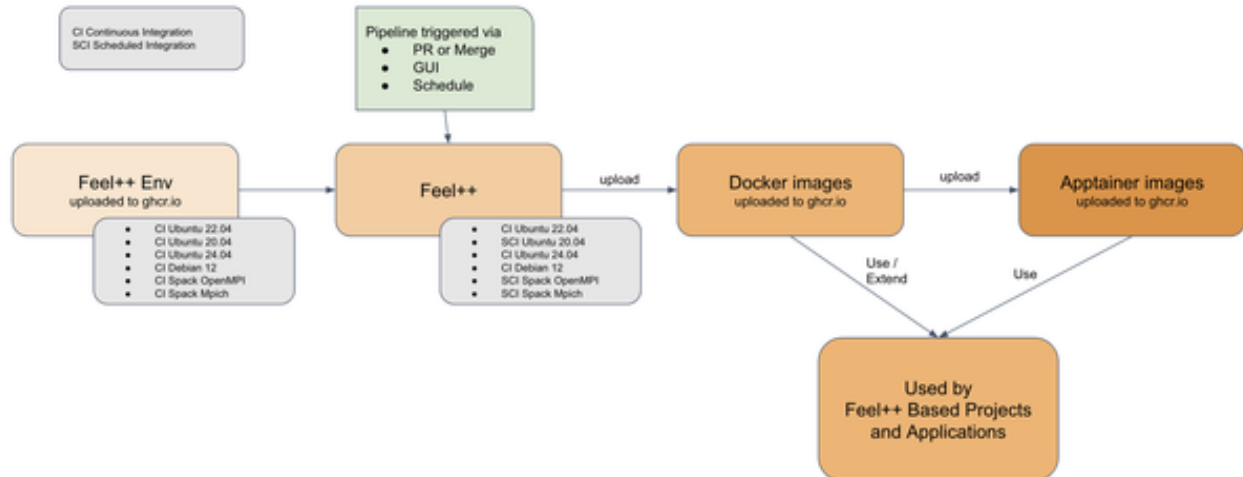 CI Continuous Integration
SCI Scheduled Integration
Pipeline triggered via
● PR or Merge
● GUI
● Schedule
Feel++ Env
uploaded to ghcr.io
● CI Ubuntu 22.04
● CI Ubuntu 20.04
● CI Ubuntu 24.04
● CI Debian 12
● CI Spack OpenMPI
● CI Spack Mpich
Feel++
● CI Ubuntu 22.04
● SCI Ubuntu 20.04
● CI Ubuntu 24.04
● CI Debian 12
● SCI Spack OpenMPI
● SCI Spack Mpich
upload
Docker images
uploaded to ghcr.io
upload
Apptainer images
uploaded to ghcr.io
Use /
Extend
Use
Used by
Feel++ Based Projects
and Applications